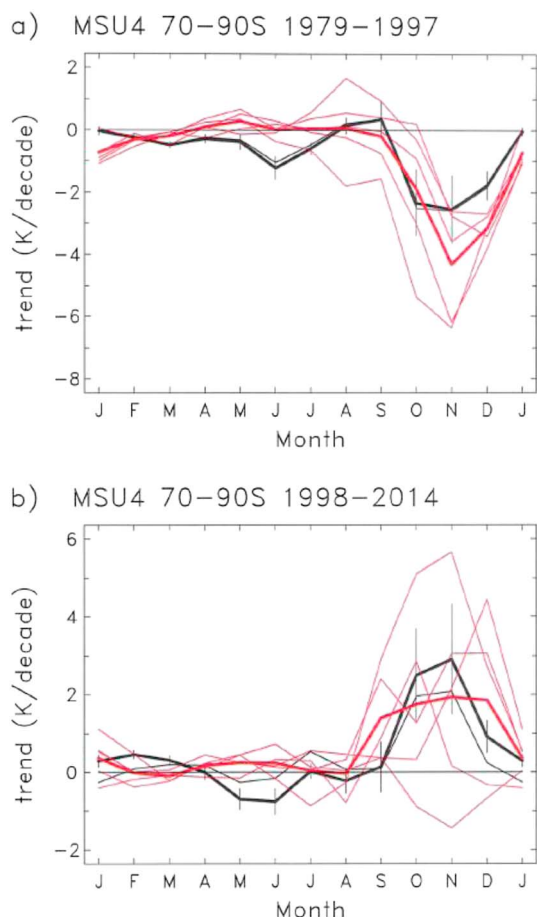 a) MSU4 70-90S 1979-1997
2
0
-2
-4
-6
-8
trend (K/decade)
J F M A M J J A S O N D J
Month
b) MSU4 70-90S 1998-2014
6
4
2
0
-2
trend (K/decade)
J F M A M J J A S O N D J
Month